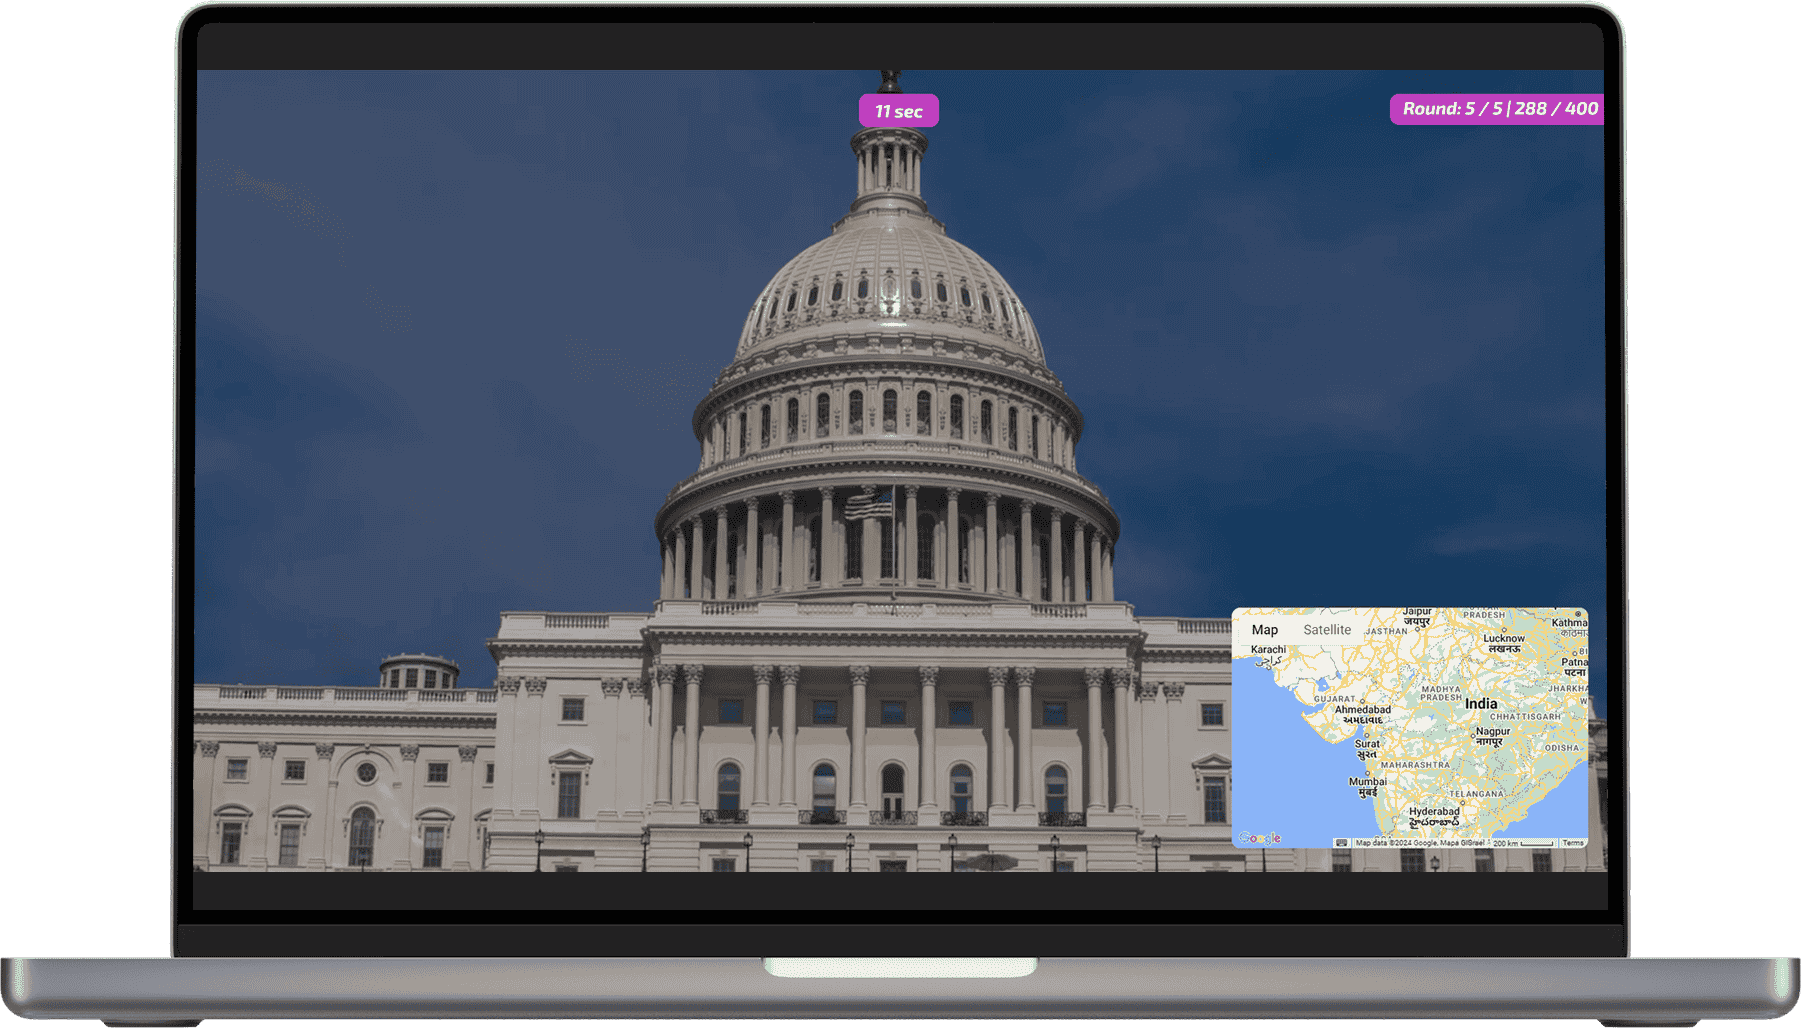 11 sec
Round: 5 / 5 | 288 / 400
Map
Satellite
Jaipur
जयपुर
PRADESH
Kathma
JASTHAN
Lucknow
लखनऊ
Karachi
كراچی
Patna
पटना
GUJARAT
Ahmedabad
અમદાવાદ
MADHYA
PRADESH
India
JHARKHA
CHHATTISGARH
Surat
સુરત
Nagpur
नागपूर
ODISHA
MAHARASHTRA
Mumbai
मुंबई
TELANGANA
Hyderabad
హైదరాబాద్
Google
Map data ©2024 Google, Mapa GISrael
200 km
Terms